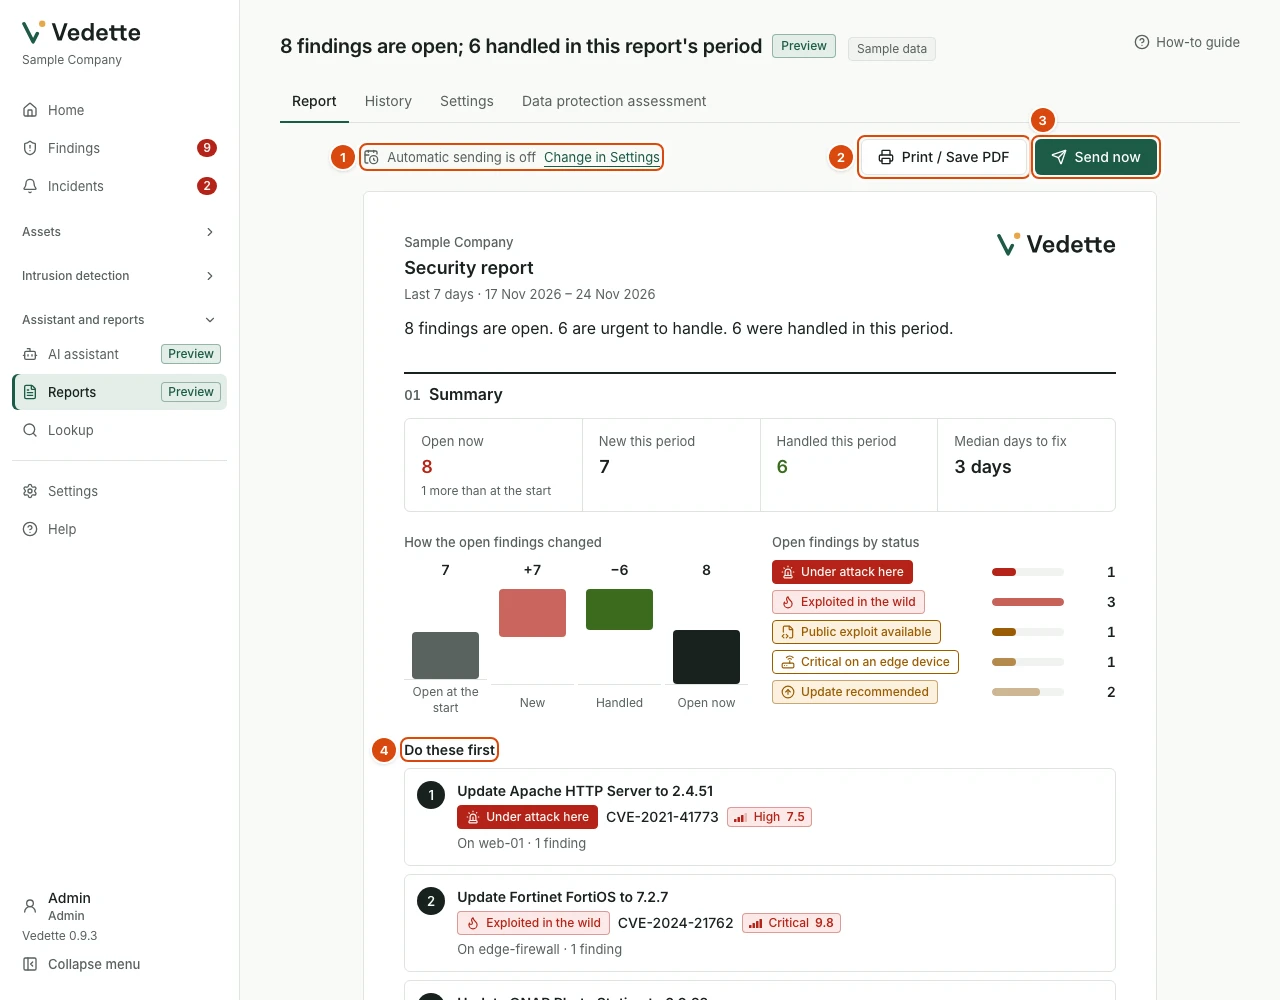 Vedette
Sample Company
Home
Findings 9
Incidents 2
Assets
Intrusion detection
Assistant and reports
AI assistant Preview
Reports Preview
Lookup
Settings
Help
Admin
Admin
Vedette 0.9.3
Collapse menu
8 findings are open; 6 handled in this report's period Preview Sample data
How-to guide
Report History Settings Data protection assessment
1 Automatic sending is off Change in Settings
2 Print / Save PDF
3 Send now
Sample Company
Vedette
Security report
Last 7 days · 17 Nov 2026 – 24 Nov 2026
8 findings are open. 6 are urgent to handle. 6 were handled in this period.
01 Summary
Open now
8
1 more than at the start
New this period
7
Handled this period
6
Median days to fix
3 days
How the open findings changed
7 +7 −6 8
Open at the start
New
Handled
Open now
Open findings by status
Under attack here 1
Exploited in the wild 3
Public exploit available 1
Critical on an edge device 1
Update recommended 2
4 Do these first
1 Update Apache HTTP Server to 2.4.51
Under attack here CVE-2021-41773 High 7.5
On web-01 · 1 finding
2 Update Fortinet FortiOS to 7.2.7
Exploited in the wild CVE-2024-21762 Critical 9.8
On edge-firewall · 1 finding